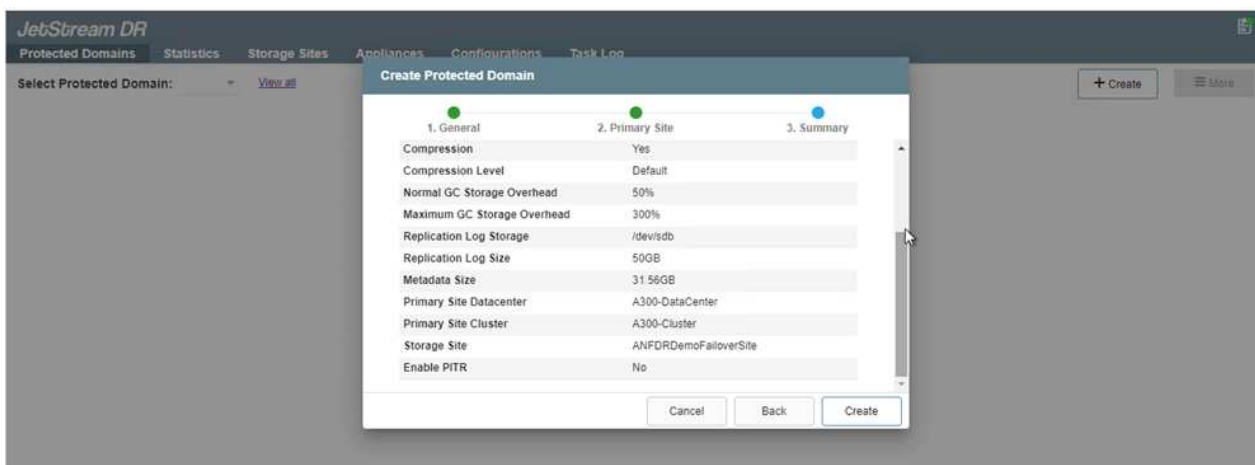 JetStream DR
Protected Domains Statistics Storage Sites Appliances Configurations Task Log
Select Protected Domain: View all + Create More
Create Protected Domain
1. General 2. Primary Site 3. Summary
Compression Yes
Compression Level Default
Normal GC Storage Overhead 50%
Maximum GC Storage Overhead 300%
Replication Log Storage /dev/sdb
Replication Log Size 50GB
Metadata Size 31.56GB
Primary Site Datacenter A300-DataCenter
Primary Site Cluster A300-Cluster
Storage Site ANFDRDemoFailoverSite
Enable PITR No
Cancel Back Create